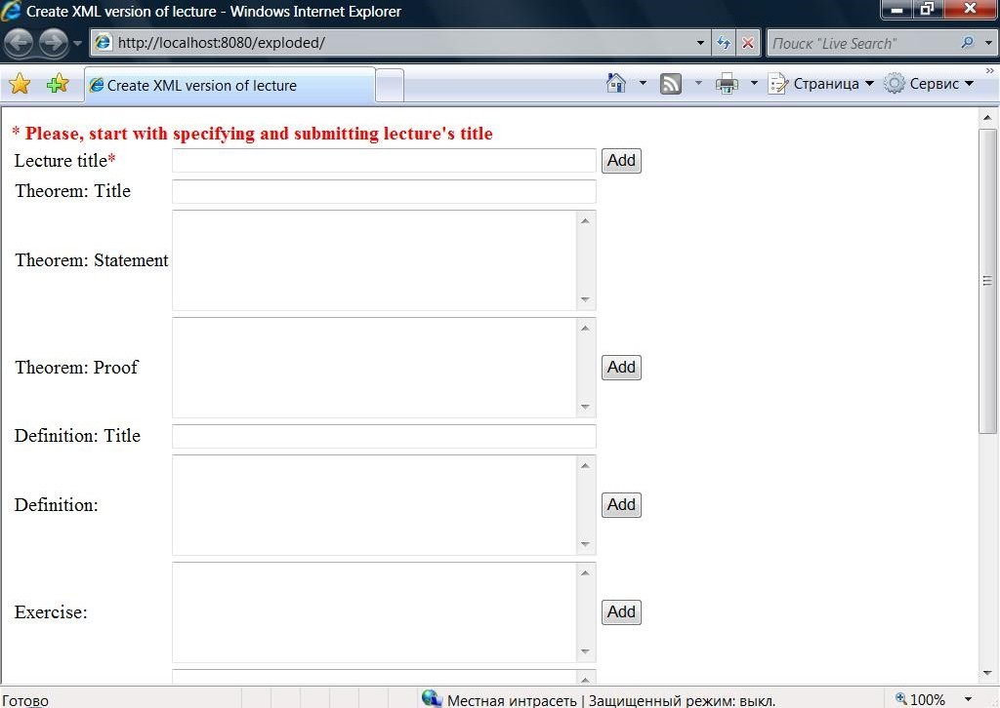 Create XML version of lecture - Windows Internet Explorer
http://localhost:8080/exploded/
Поиск "Live Search"
Create XML version of lecture
Страница
Сервис
* Please, start with specifying and submitting lecture's title
Lecture title* Add
Theorem: Title
Theorem: Statement
Theorem: Proof Add
Definition: Title
Definition: Add
Exercise: Add
Готово
Местная интрасеть | Защищенный режим: выкл.
100%